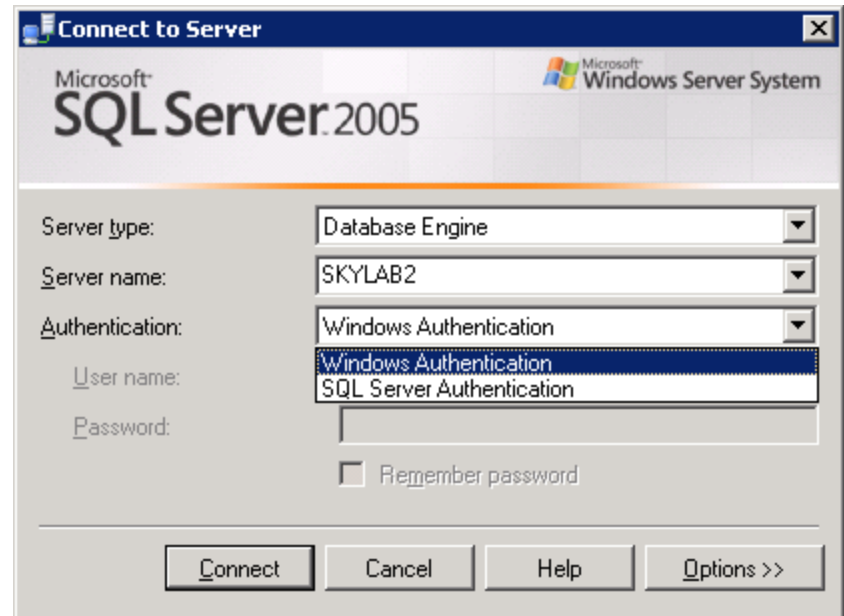 Connect to Server
Microsoft
SQL Server 2005
Microsoft
Windows Server System
Server type:
Database Engine
Server name:
SKYLAB2
Authentication:
Windows Authentication
Windows Authentication
User name:
SQL Server Authentication
Password:
Remember password
Connect
Cancel
Help
Options >>